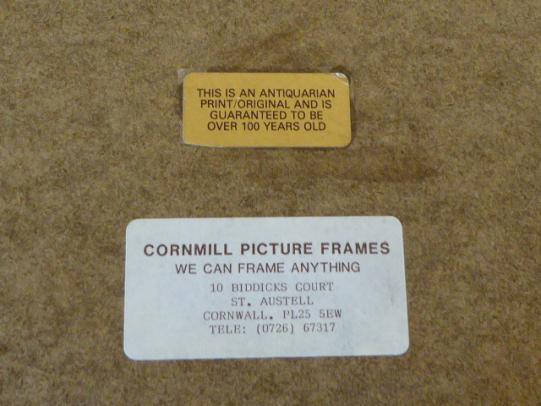 THIS IS AN ANTIQUARIAN
PRINT/ORIGINAL AND IS
GUARANTEED TO BE
OVER 100 YEARS OLD
CORNMILL PICTURE FRAMES
WE CAN FRAME ANYTHING
10 BIDDICKS COURT
ST. AUSTELL
CORNWALL. PL25 5EW
TELE: (0726) 67317